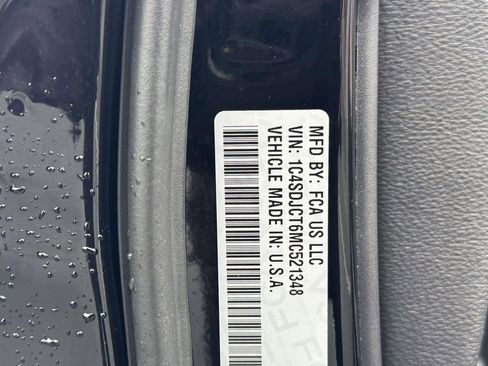 MFD BY: FCA US LLC
VIN: 1C4SDJCT6MC521348
VEHICLE MADE IN: U.S.A.